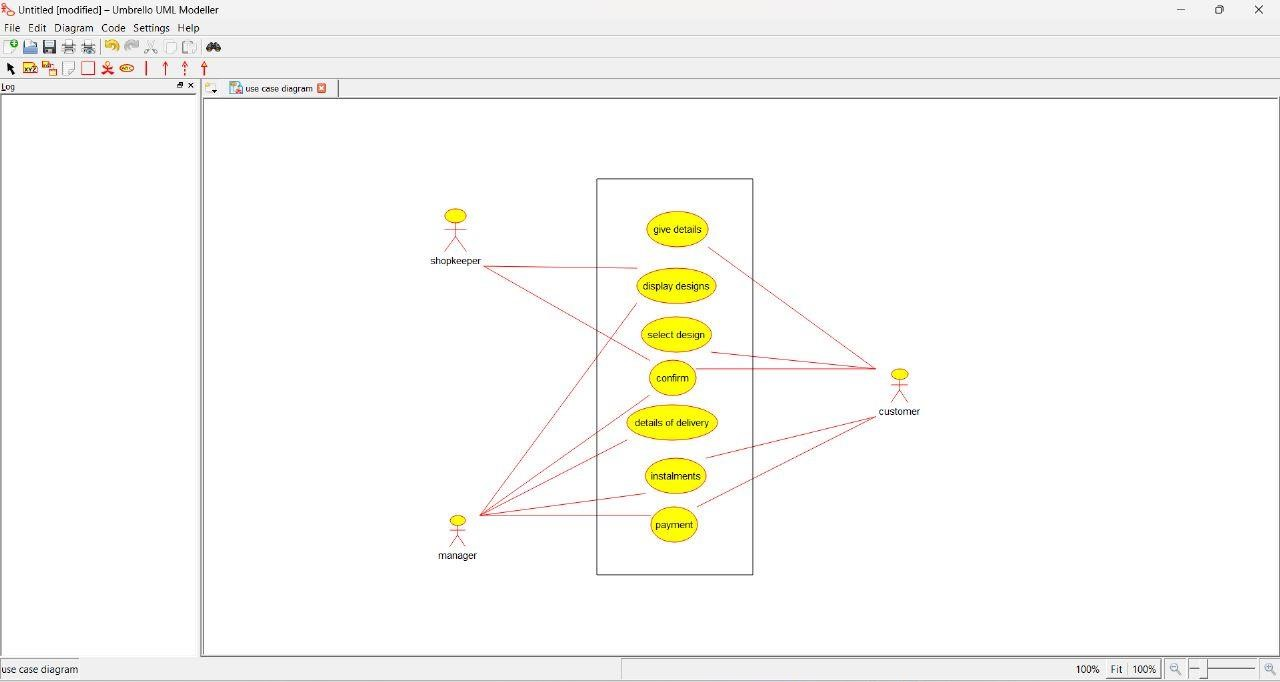 Untitled [modified] – Umbrello UML Modeller
File Edit Diagram Code Settings Help
Log
use case diagram
give details
shopkeeper
display designs
select design
confirm
customer
details of delivery
instalments
payment
manager
use case diagram
100% Fit 100%